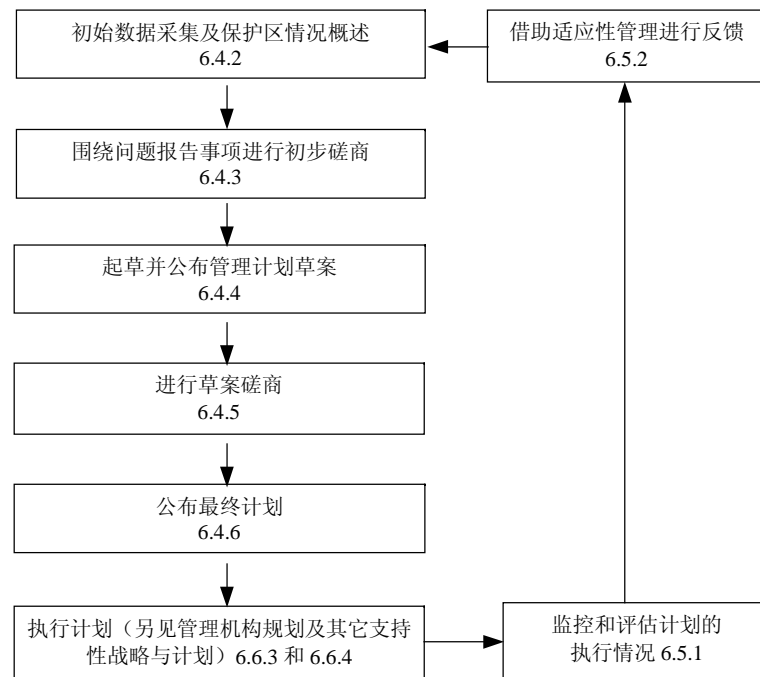 初始数据采集及保护区情况概述
6.4.2
围绕问题报告事项进行初步磋商
6.4.3
起草并公布管理计划草案
6.4.4
进行草案磋商
6.4.5
公布最终计划
6.4.6
执行计划（另见管理机构规划及其它支持
性战略与计划）6.6.3 和 6.6.4
监控和评估计划的
执行情况 6.5.1
借助适应性管理进行反馈
6.5.2